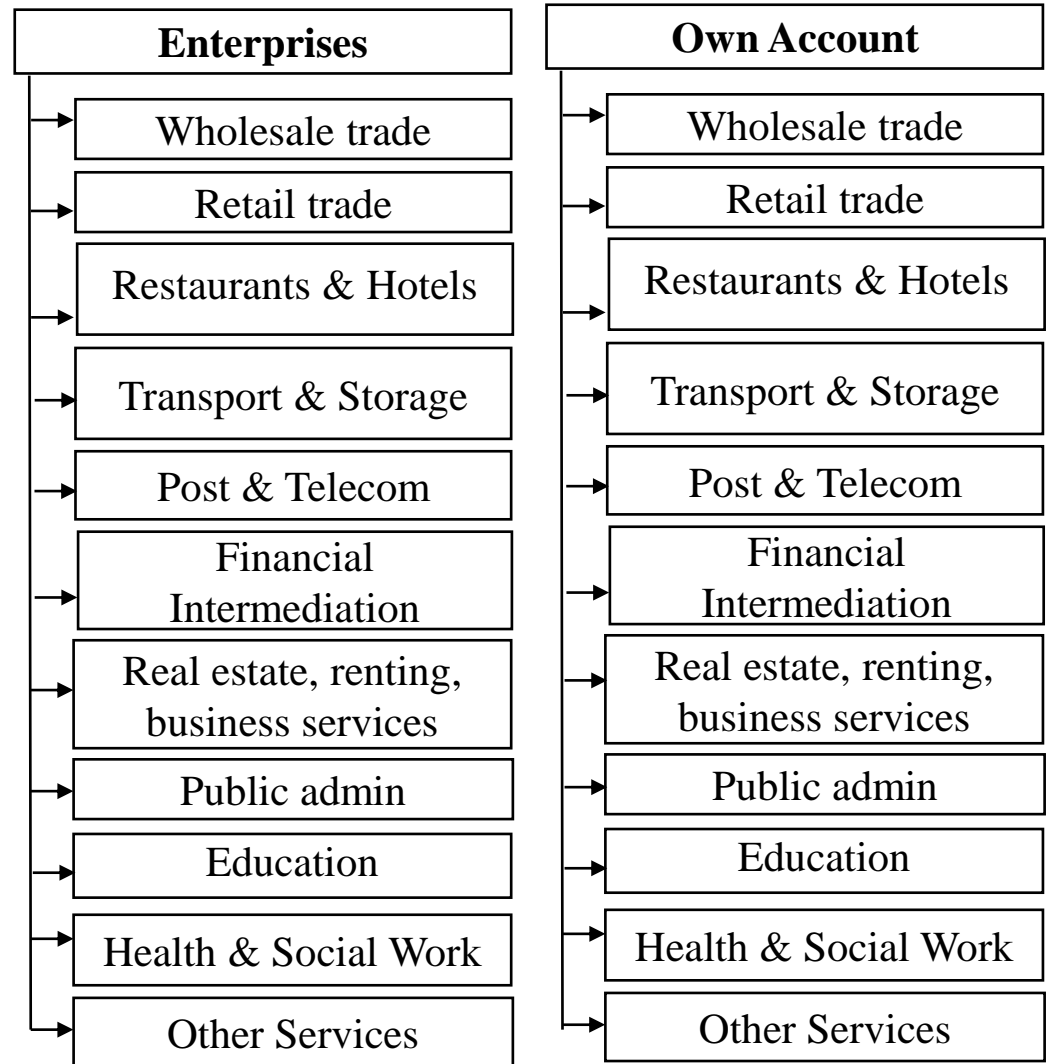 Enterprises
Wholesale trade
Retail trade
Restaurants & Hotels
Transport & Storage
Post & Telecom
Financial
Intermediation
Real estate, renting,
business services
Public admin
Education
Health & Social Work
Other Services
Own Account
Wholesale trade
Retail trade
Restaurants & Hotels
Transport & Storage
Post & Telecom
Financial
Intermediation
Real estate, renting,
business services
Public admin
Education
Health & Social Work
Other Services